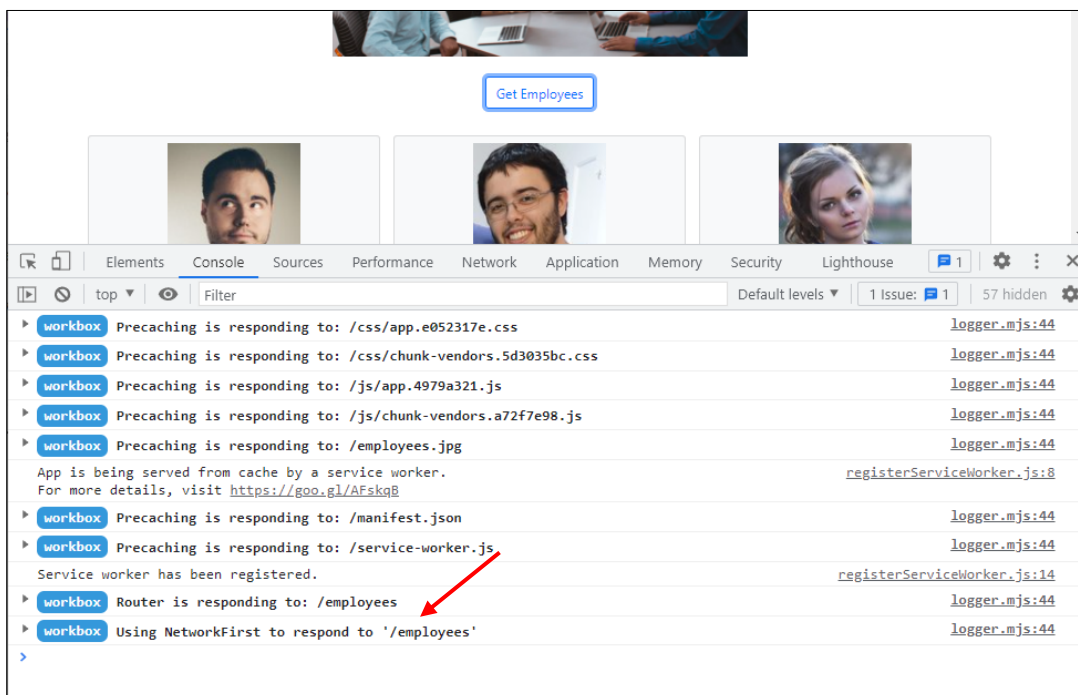 Get Employees
Elements Console Sources Performance Network Application Memory Security Lighthouse 1
top Filter Default levels 1 Issue: 1 57 hidden
workbox Precaching is responding to: /css/app.e052317e.css logger.mjs:44
workbox Precaching is responding to: /css/chunk-vendors.5d3035bc.css logger.mjs:44
workbox Precaching is responding to: /js/app.4979a321.js logger.mjs:44
workbox Precaching is responding to: /js/chunk-vendors.a72f7e98.js logger.mjs:44
workbox Precaching is responding to: /employees.jpg logger.mjs:44
App is being served from cache by a service worker. registerServiceWorker.js:8
For more details, visit https://goo.gl/AFskqB
workbox Precaching is responding to: /manifest.json logger.mjs:44
workbox Precaching is responding to: /service-worker.js logger.mjs:44
Service worker has been registered. registerServiceWorker.js:14
workbox Router is responding to: /employees logger.mjs:44
workbox Using NetworkFirst to respond to '/employees' logger.mjs:44